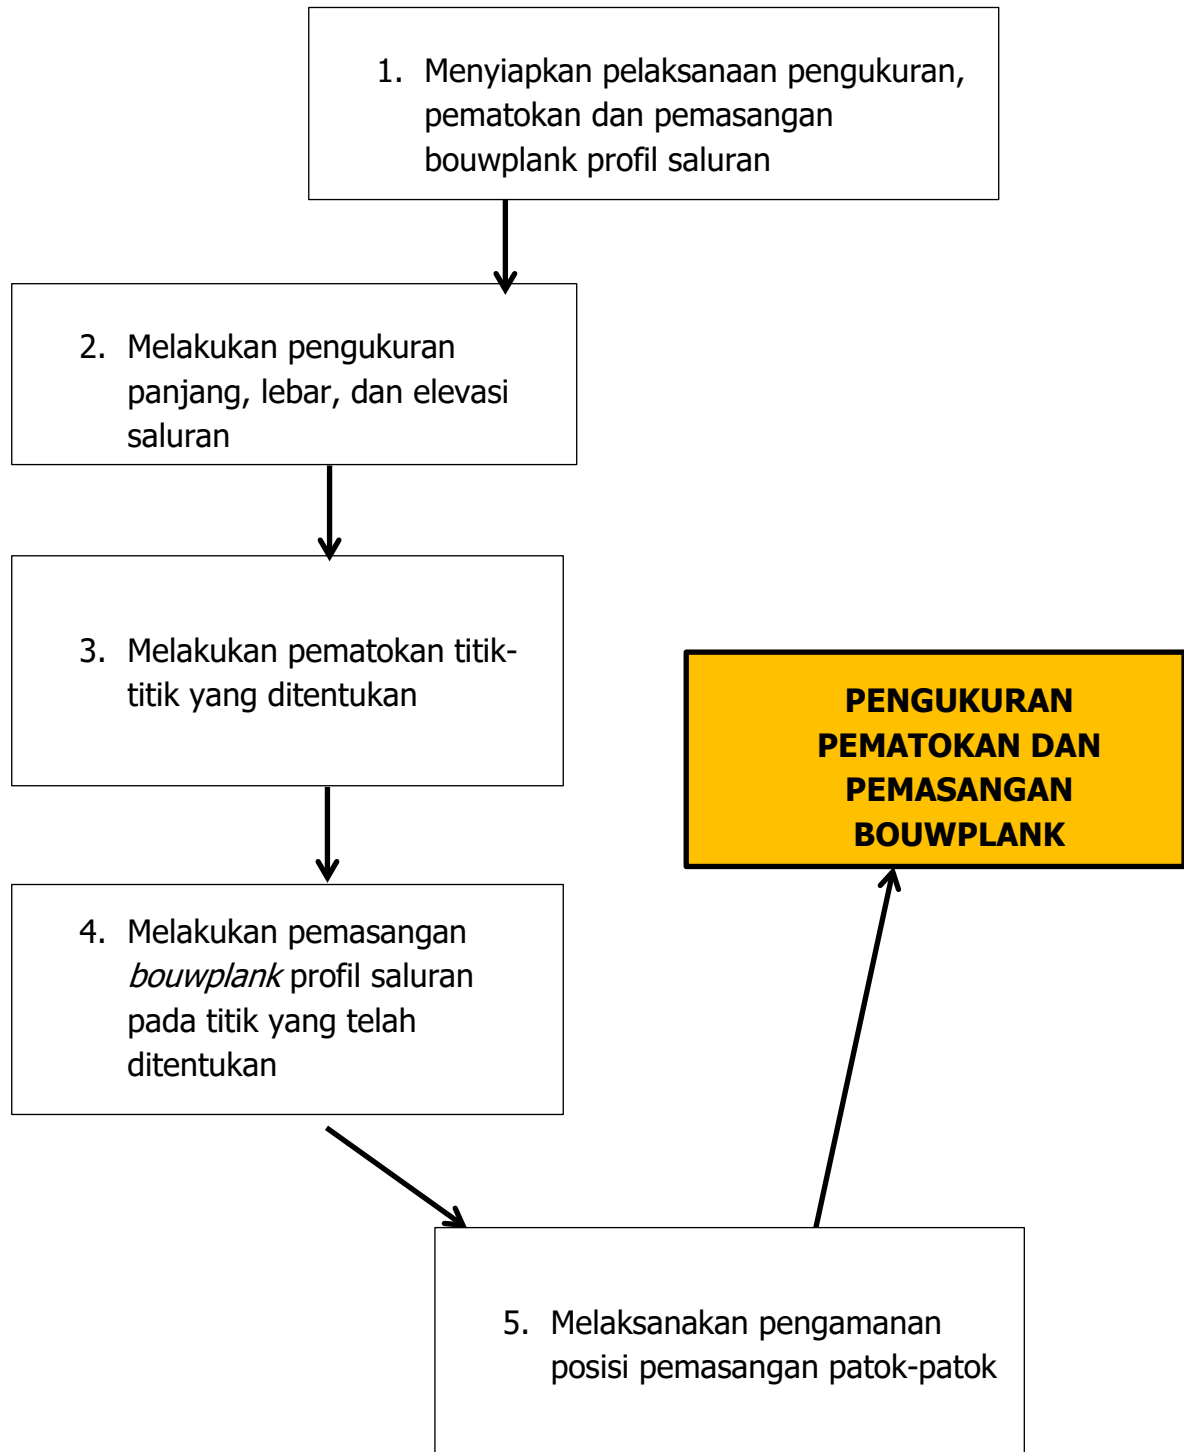 1. Menyiapkan pelaksanaan pengukuran,
pematokan dan pemasangan
bouwplank profil saluran
2. Melakukan pengukuran
panjang, lebar, dan elevasi
saluran
3. Melakukan pematokan titik-
titik yang ditentukan
PENGUKURAN
PEMATOKAN DAN
PEMASANGAN
BOUWPLANK
4. Melakukan pemasangan
bouwplank profil saluran
pada titik yang telah
ditentukan
5. Melaksanakan pengamanan
posisi pemasangan patok-patok